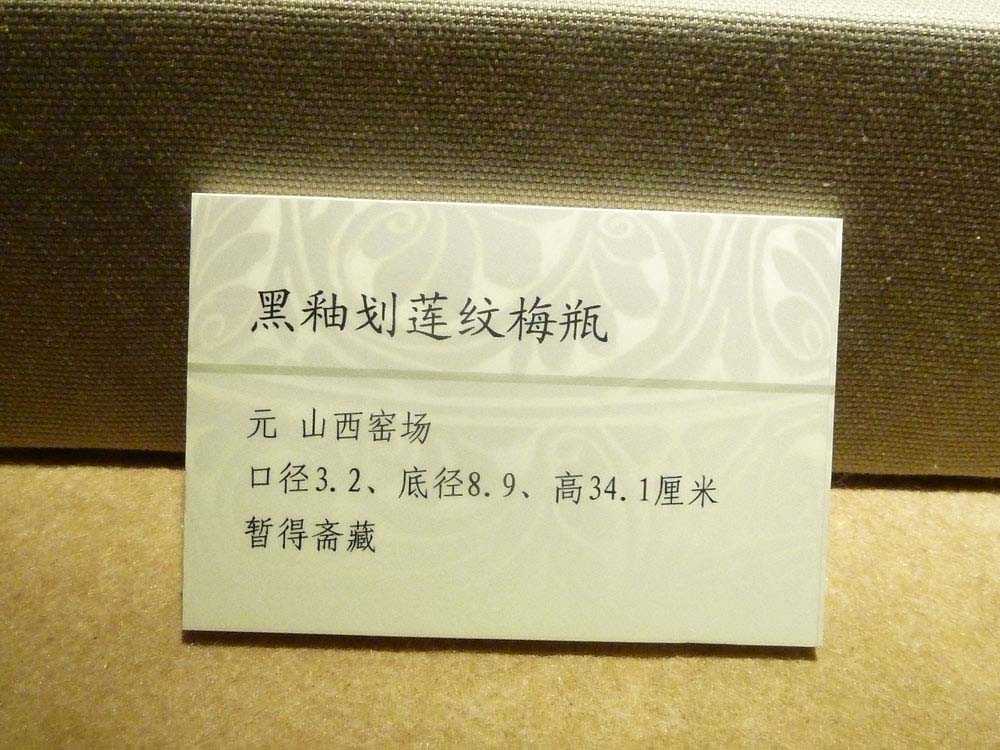 黑釉划莲纹梅瓶
元 山西窑场
口径3.2、底径8.9、高34.1厘米
暂得斋藏